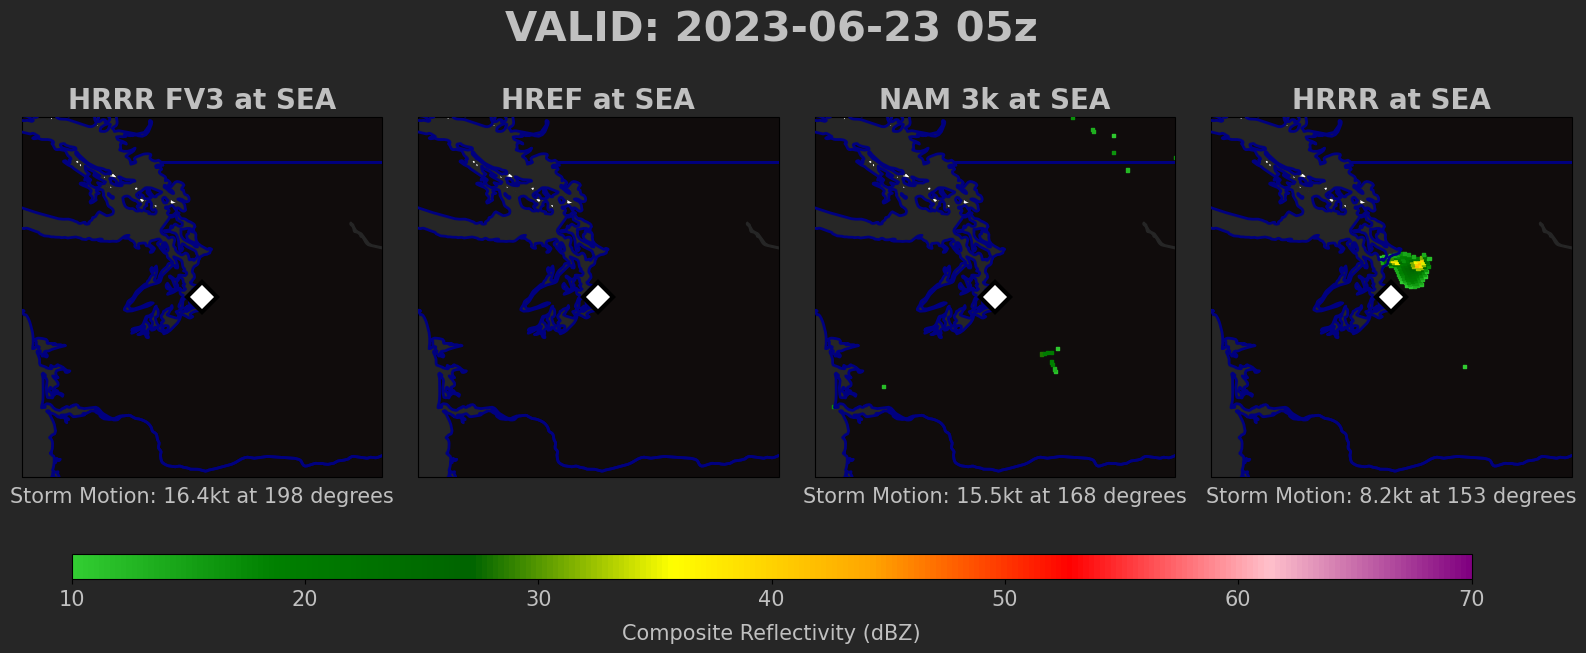 VALID: 2023-06-23 05z
HRRR FV3 at SEA
HREF at SEA
NAM 3k at SEA
HRRR at SEA
Storm Motion: 16.4kt at 198 degrees
Storm Motion: 15.5kt at 168 degrees
Storm Motion: 8.2kt at 153 degrees
10 20 30 40 50 60 70
Composite Reflectivity (dBZ)